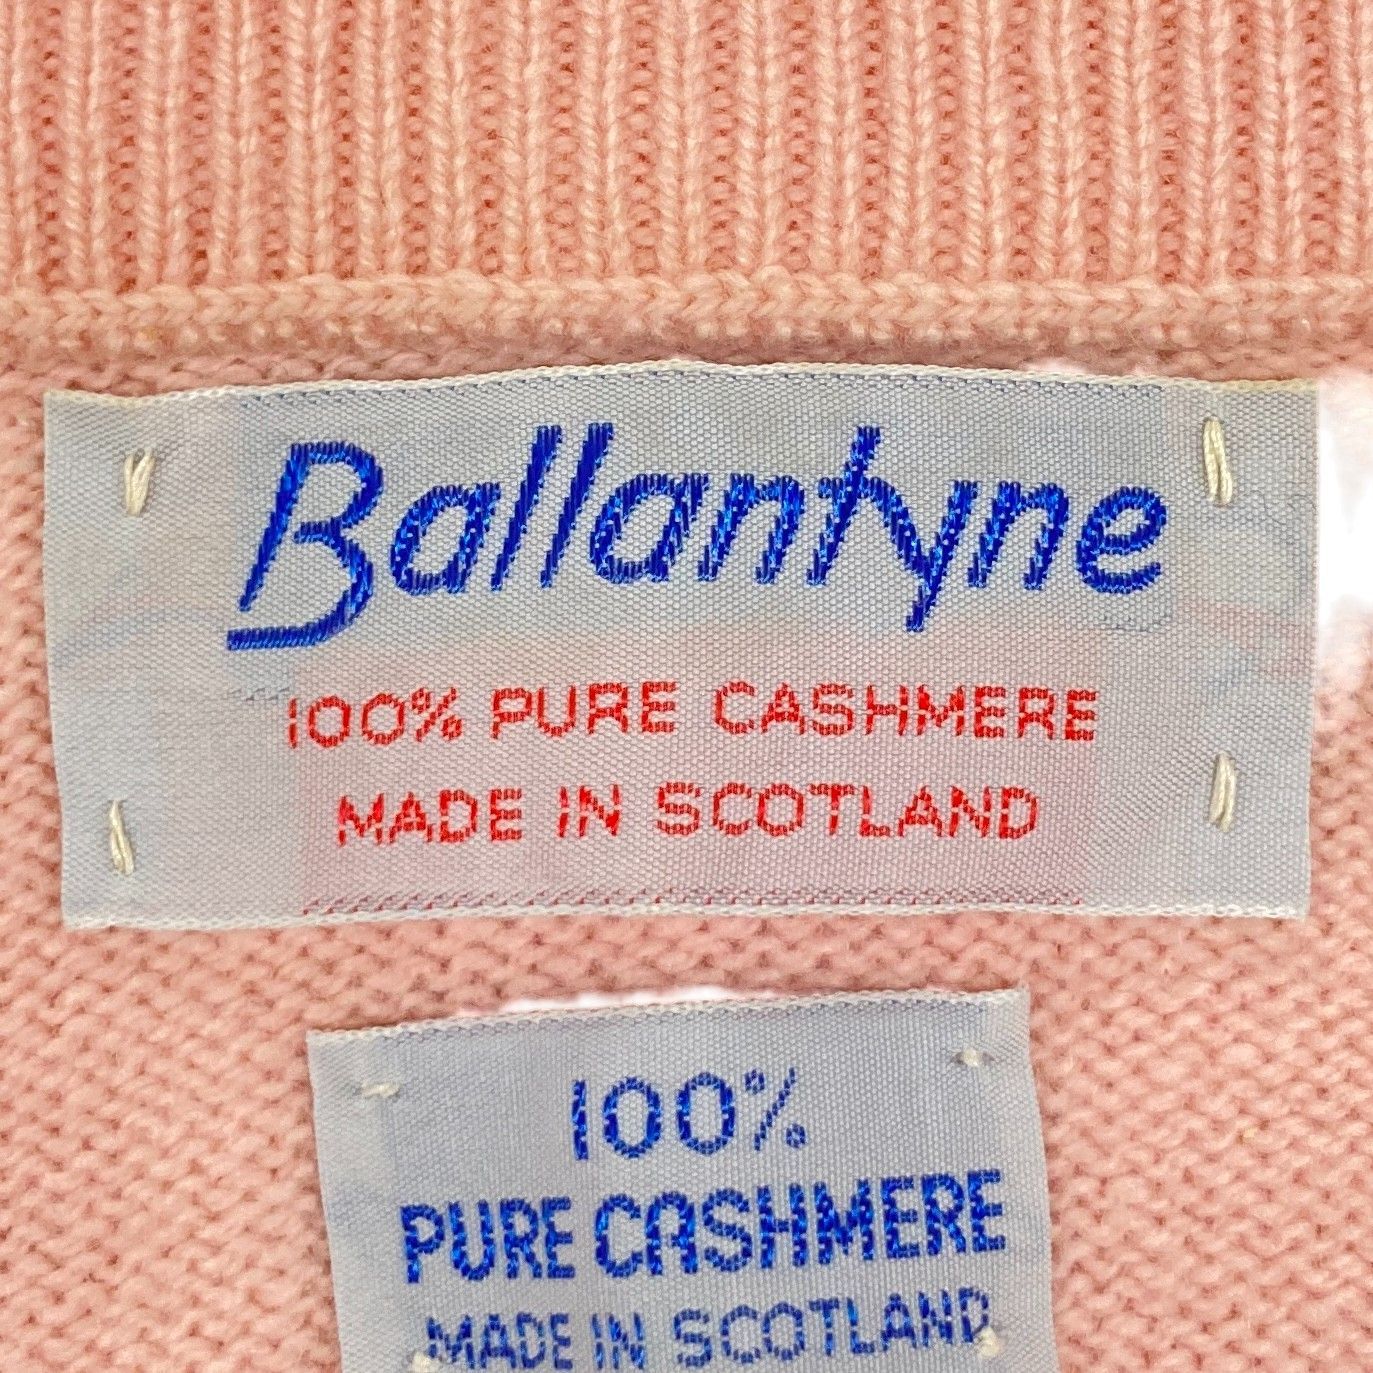 Ballantyne
100% PURE CASHMERE
MADE IN SCOTLAND
100%
PURE CASHMERE
MADE IN SCOTLAND